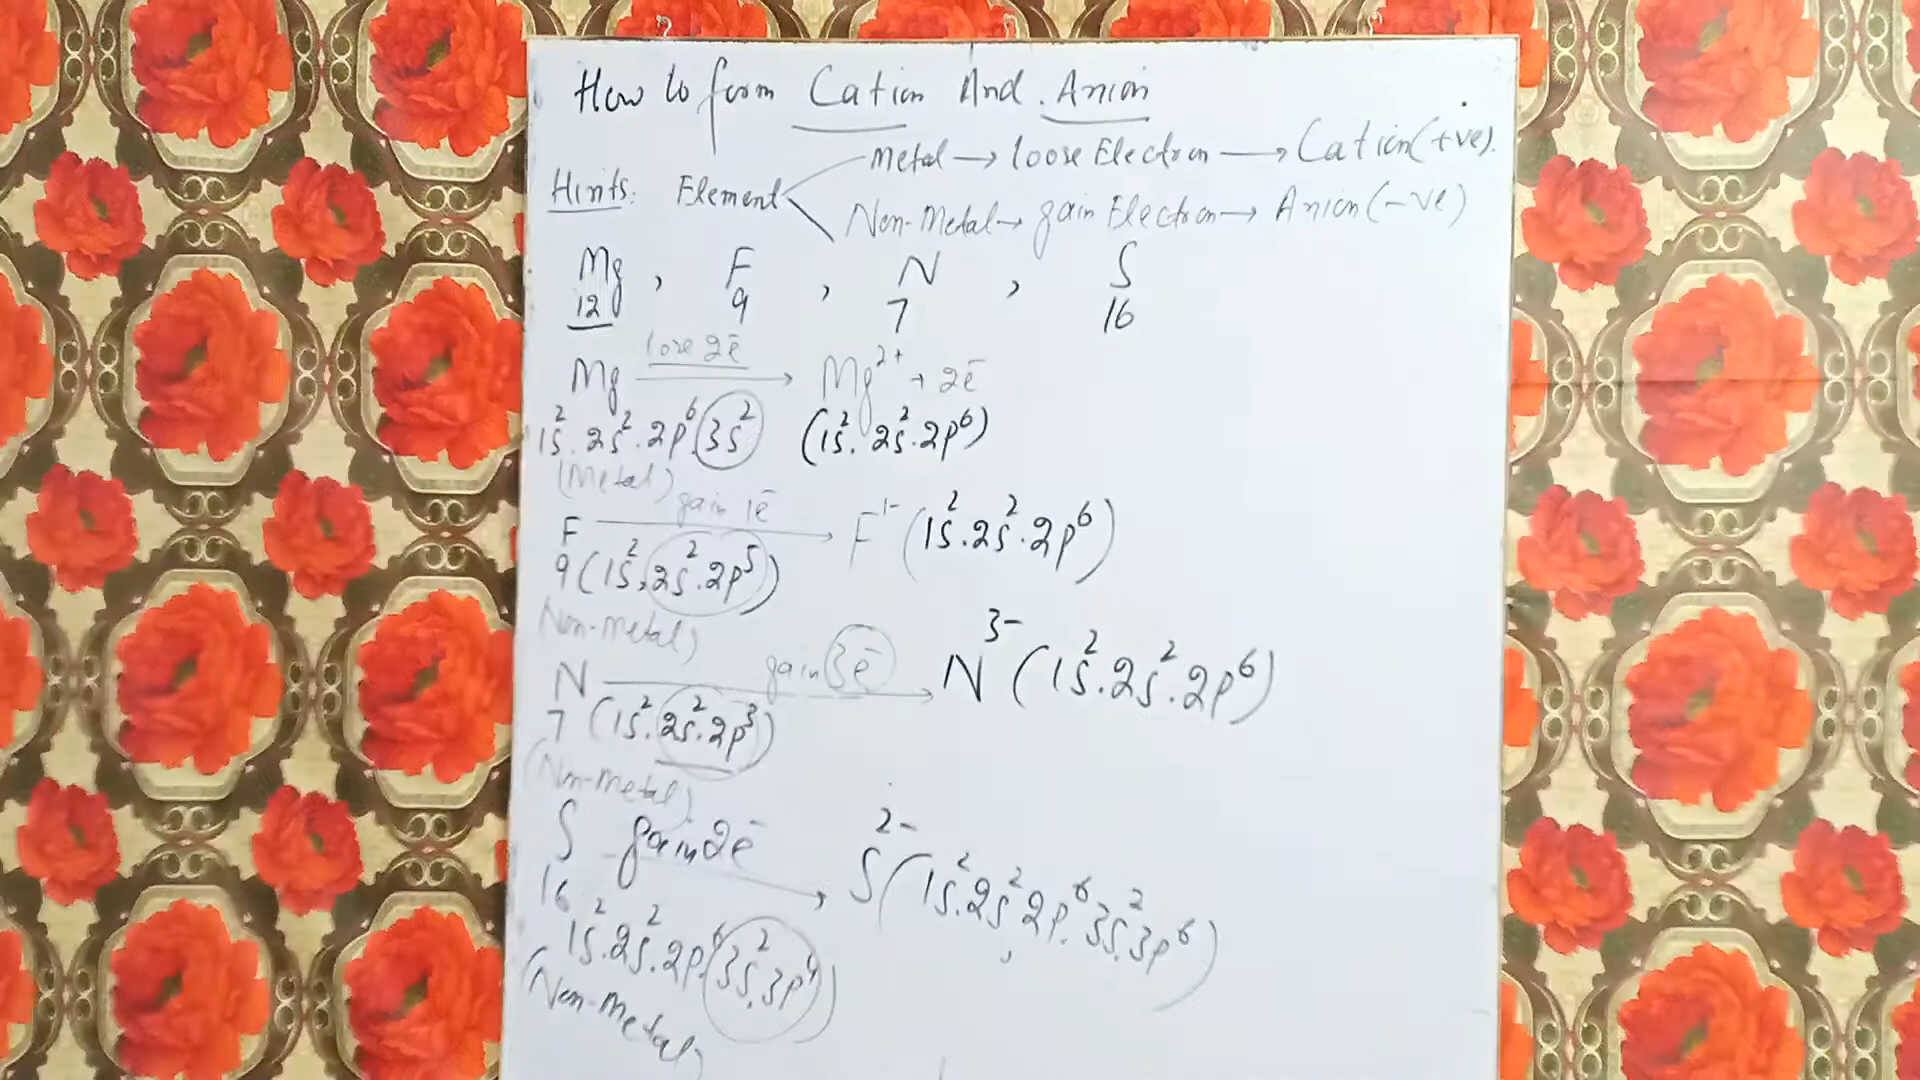 How to form Cation And Anion
Metal → loose Electron → Cation(+ve).
Hints: Element
Non-Metal → gain Electron → Anion(-ve)
Mg, F, N, S
12 9 7 16
Mg lose 2ē → Mg²⁺ + 2ē
1s².2s².2p⁶.3s² (1s².2s².2p⁶)
(Metal)
F gain 1ē → F¹⁻ (1s².2s².2p⁶)
9 (1s².2s².2p⁵)
Non-metal)
N gain 3ē → N³⁻ (1s².2s².2p⁶)
7 (1s².2s².2p³)
(Non-metal)
S gain 2ē → S²⁻ (1s².2s².2p⁶.3s².3p⁶)
16
1s².2s².2p⁶(3s².3p⁴)
(Non-metal)